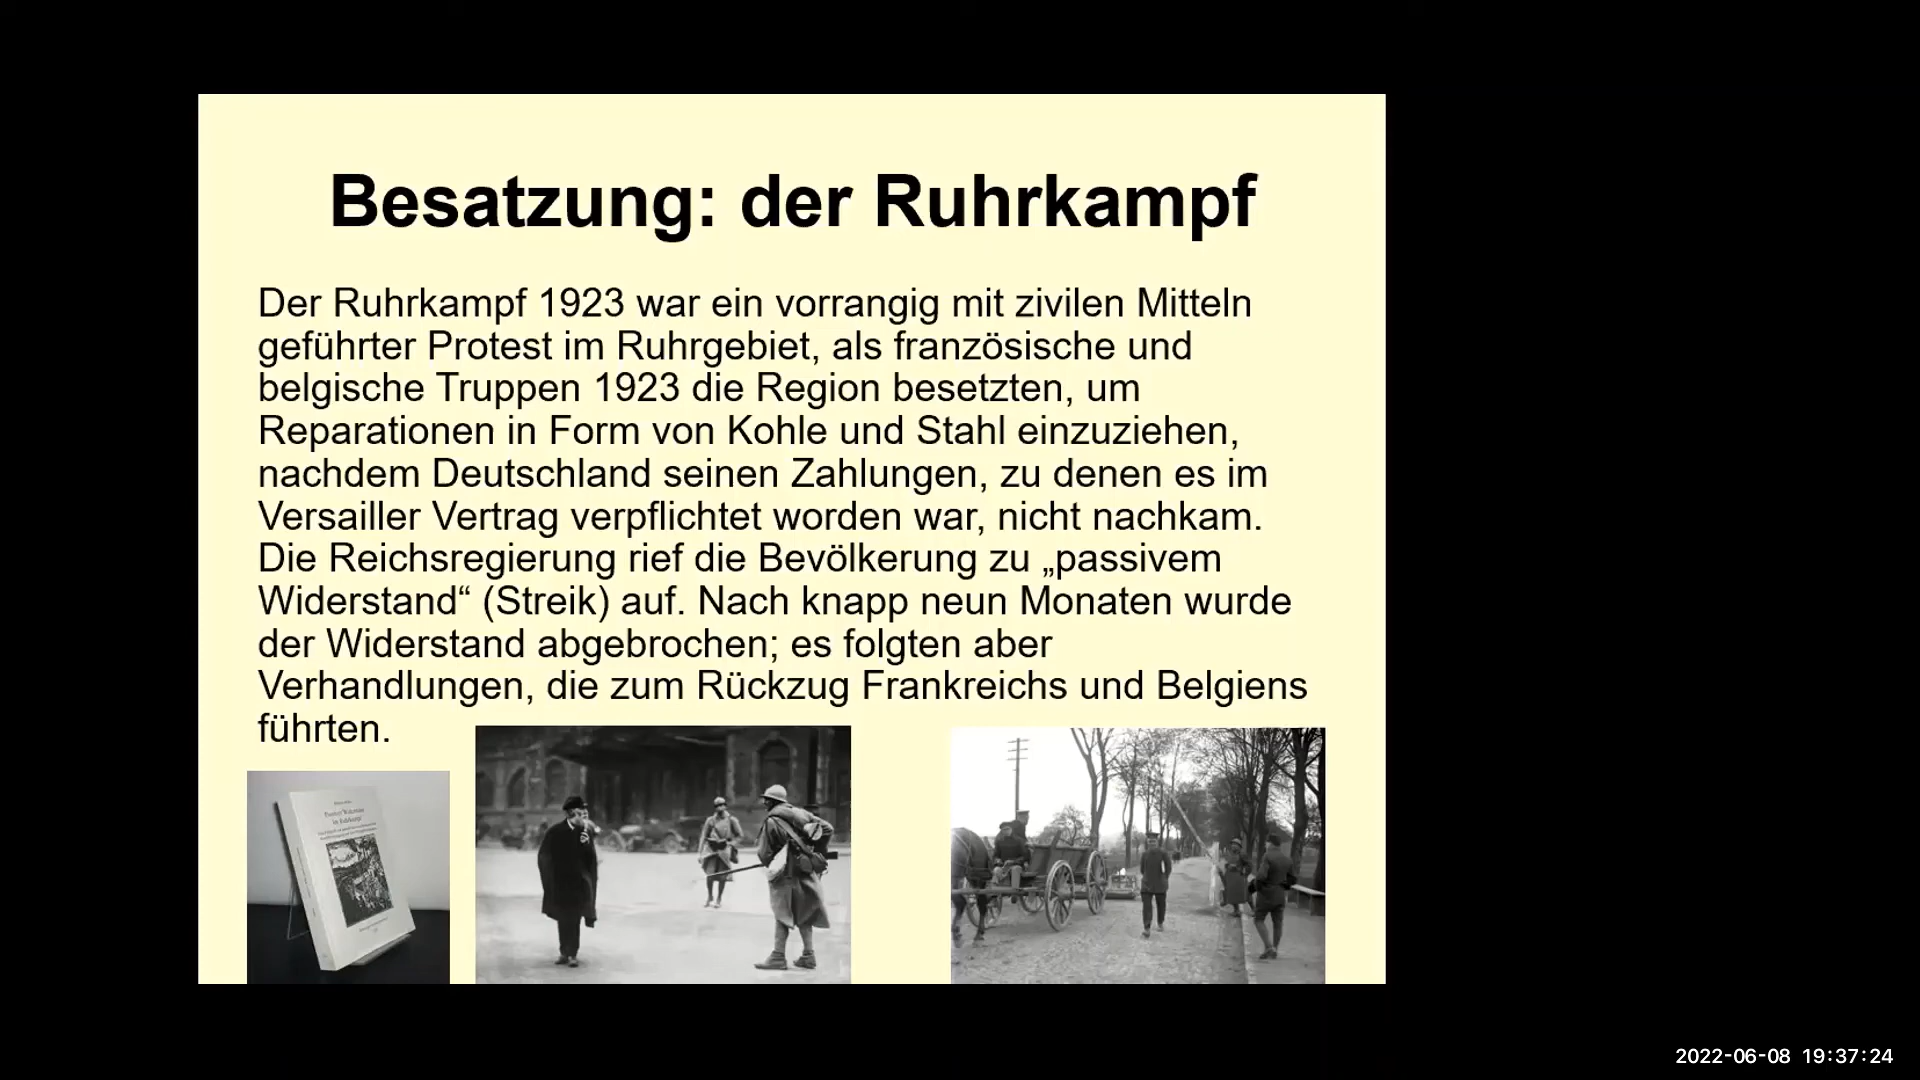 Besatzung: der Ruhrkampf
Der Ruhrkampf 1923 war ein vorrangig mit zivilen Mitteln
geführter Protest im Ruhrgebiet, als französische und
belgische Truppen 1923 die Region besetzten, um
Reparationen in Form von Kohle und Stahl einzuziehen,
nachdem Deutschland seinen Zahlungen, zu denen es im
Versailler Vertrag verpflichtet worden war, nicht nachkam.
Die Reichsregierung rief die Bevölkerung zu „passivem
Widerstand“ (Streik) auf. Nach knapp neun Monaten wurde
der Widerstand abgebrochen; es folgten aber
Verhandlungen, die zum Rückzug Frankreichs und Belgiens
führten.
2022-06-08 19:37:24